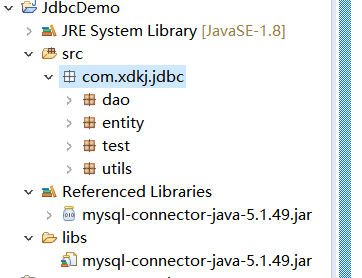 JdbcDemo
JRE System Library [JavaSE-1.8]
src
com.xdkj.jdbc
dao
entity
test
utils
Referenced Libraries
mysql-connector-java-5.1.49.jar
libs
mysql-connector-java-5.1.49.jar